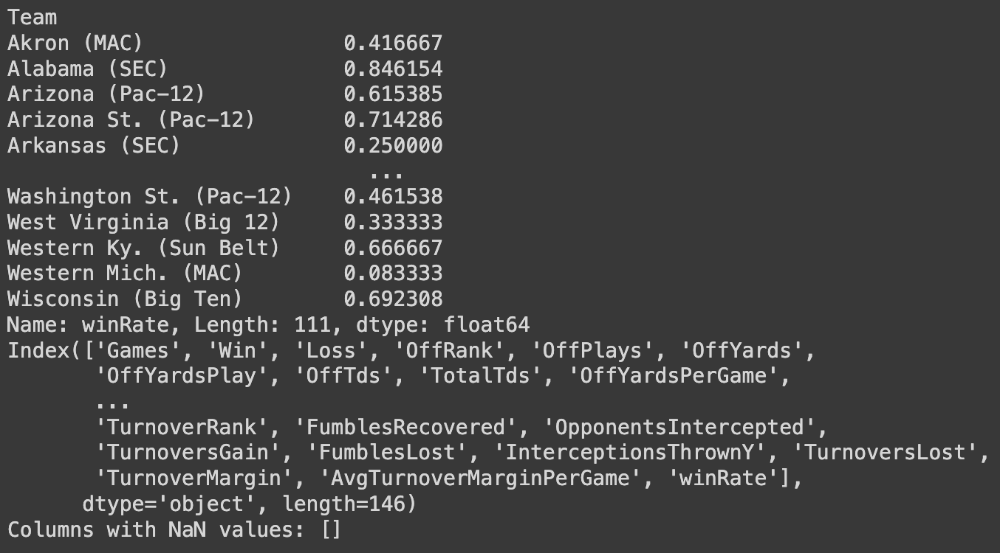 Team
Akron (MAC)                0.416667
Alabama (SEC)              0.846154
Arizona (Pac-12)           0.615385
Arizona St. (Pac-12)       0.714286
Arkansas (SEC)             0.250000
                             ...
Washington St. (Pac-12)    0.461538
West Virginia (Big 12)     0.333333
Western Ky. (Sun Belt)     0.666667
Western Mich. (MAC)        0.083333
Wisconsin (Big Ten)        0.692308
Name: winRate, Length: 111, dtype: float64
Index(['Games', 'Win', 'Loss', 'OffRank', 'OffPlays', 'OffYards',
       'OffYardsPlay', 'OffTds', 'TotalTds', 'OffYardsPerGame',
       ...
       'TurnoverRank', 'FumblesRecovered', 'OpponentsIntercepted',
       'TurnoversGain', 'FumblesLost', 'InterceptionsThrownY', 'TurnoversLost',
       'TurnoverMargin', 'AvgTurnoverMarginPerGame', 'winRate'],
      dtype='object', length=146)
Columns with NaN values: []